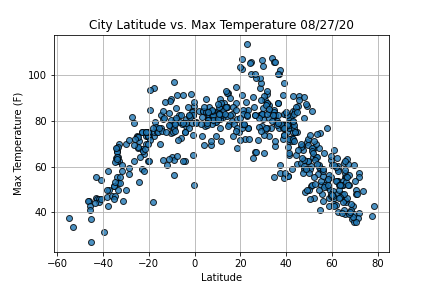 City Latitude vs. Max Temperature 08/27/20
Max Temperature (F)
100
80
60
40
−60 −40 −20 0 20 40 60 80
Latitude